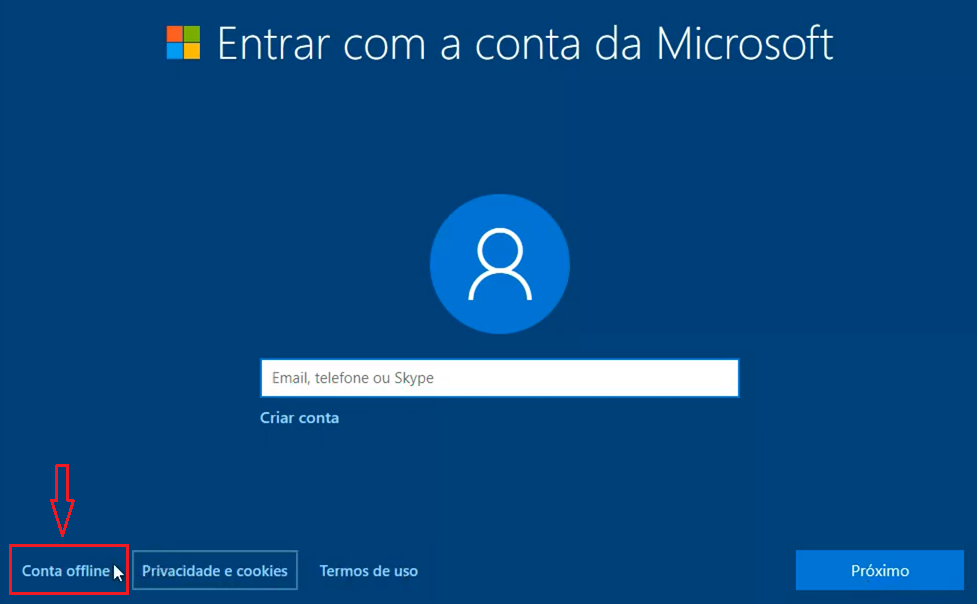 Entrar com a conta da Microsoft
Email, telefone ou Skype
Criar conta
Conta offline
Privacidade e cookies
Termos de uso
Próximo